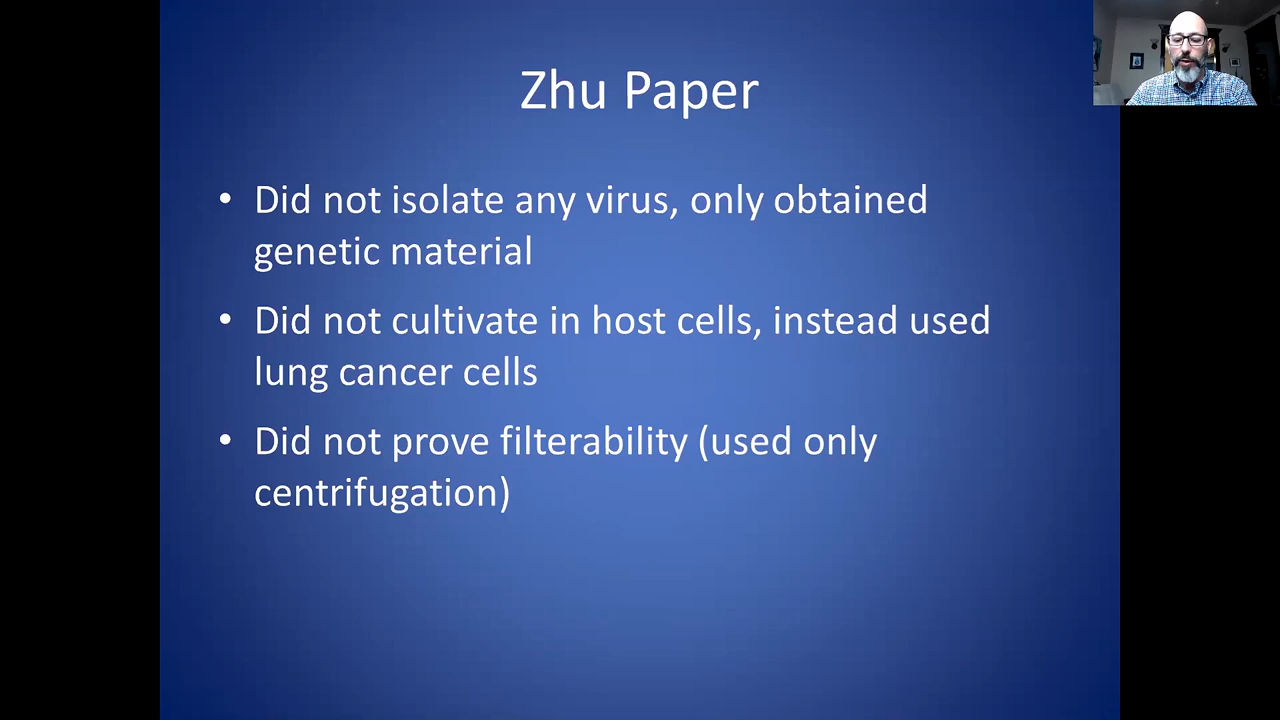 Zhu Paper
• Did not isolate any virus, only obtained
genetic material
• Did not cultivate in host cells, instead used
lung cancer cells
• Did not prove filterability (used only
centrifugation)